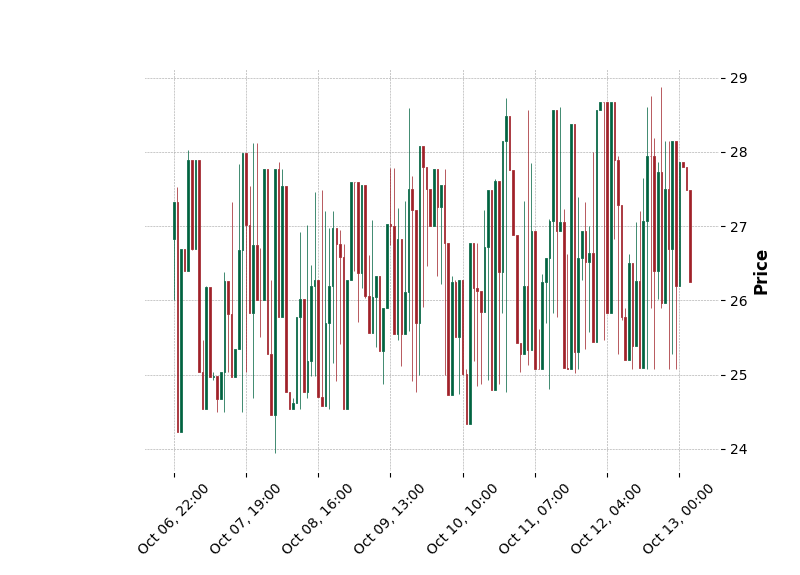 29
28
27
26
25
24
Price
Oct 06, 22:00
Oct 07, 19:00
Oct 08, 16:00
Oct 09, 13:00
Oct 10, 10:00
Oct 11, 07:00
Oct 12, 04:00
Oct 13, 00:00